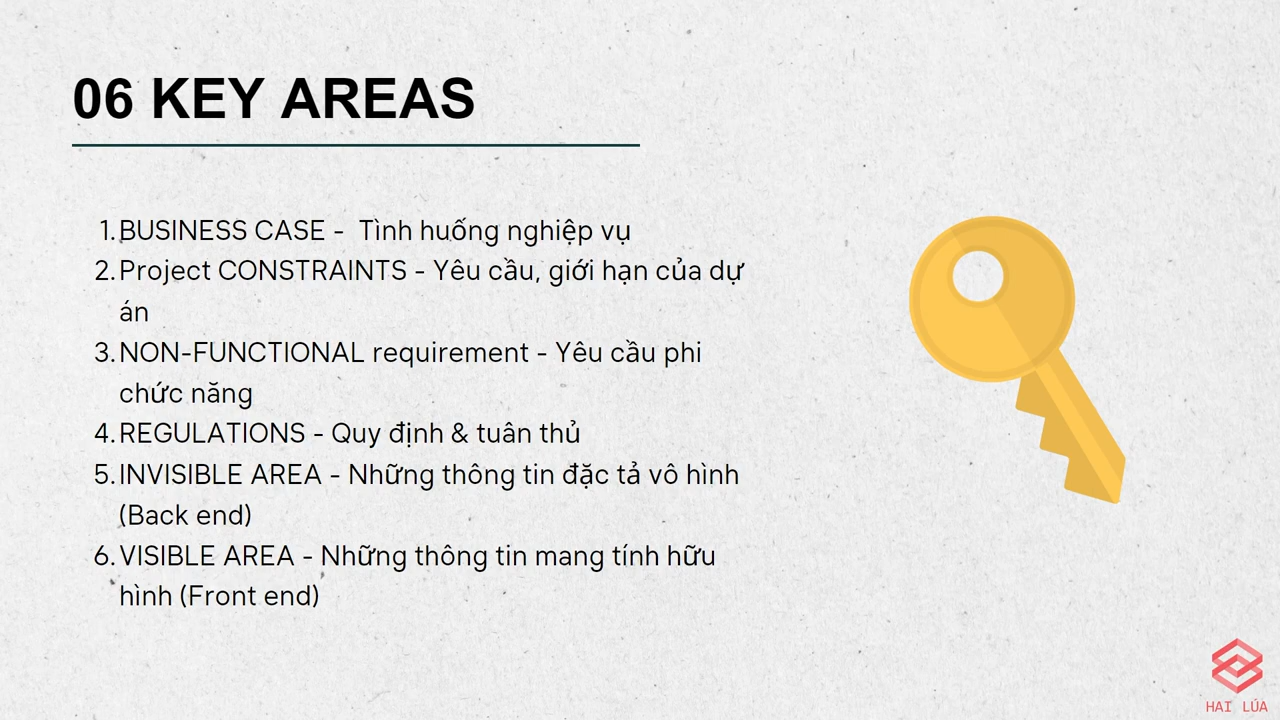 06 KEY AREAS
1. BUSINESS CASE -  Tình huống nghiệp vụ
2. Project CONSTRAINTS - Yêu cầu, giới hạn của dự
án
3. NON-FUNCTIONAL requirement - Yêu cầu phi
chức năng
4. REGULATIONS - Quy định & tuân thủ
5. INVISIBLE AREA - Những thông tin đặc tả vô hình
(Back end)
6. VISIBLE AREA - Những thông tin mang tính hữu
hình (Front end)
HAI LÚA